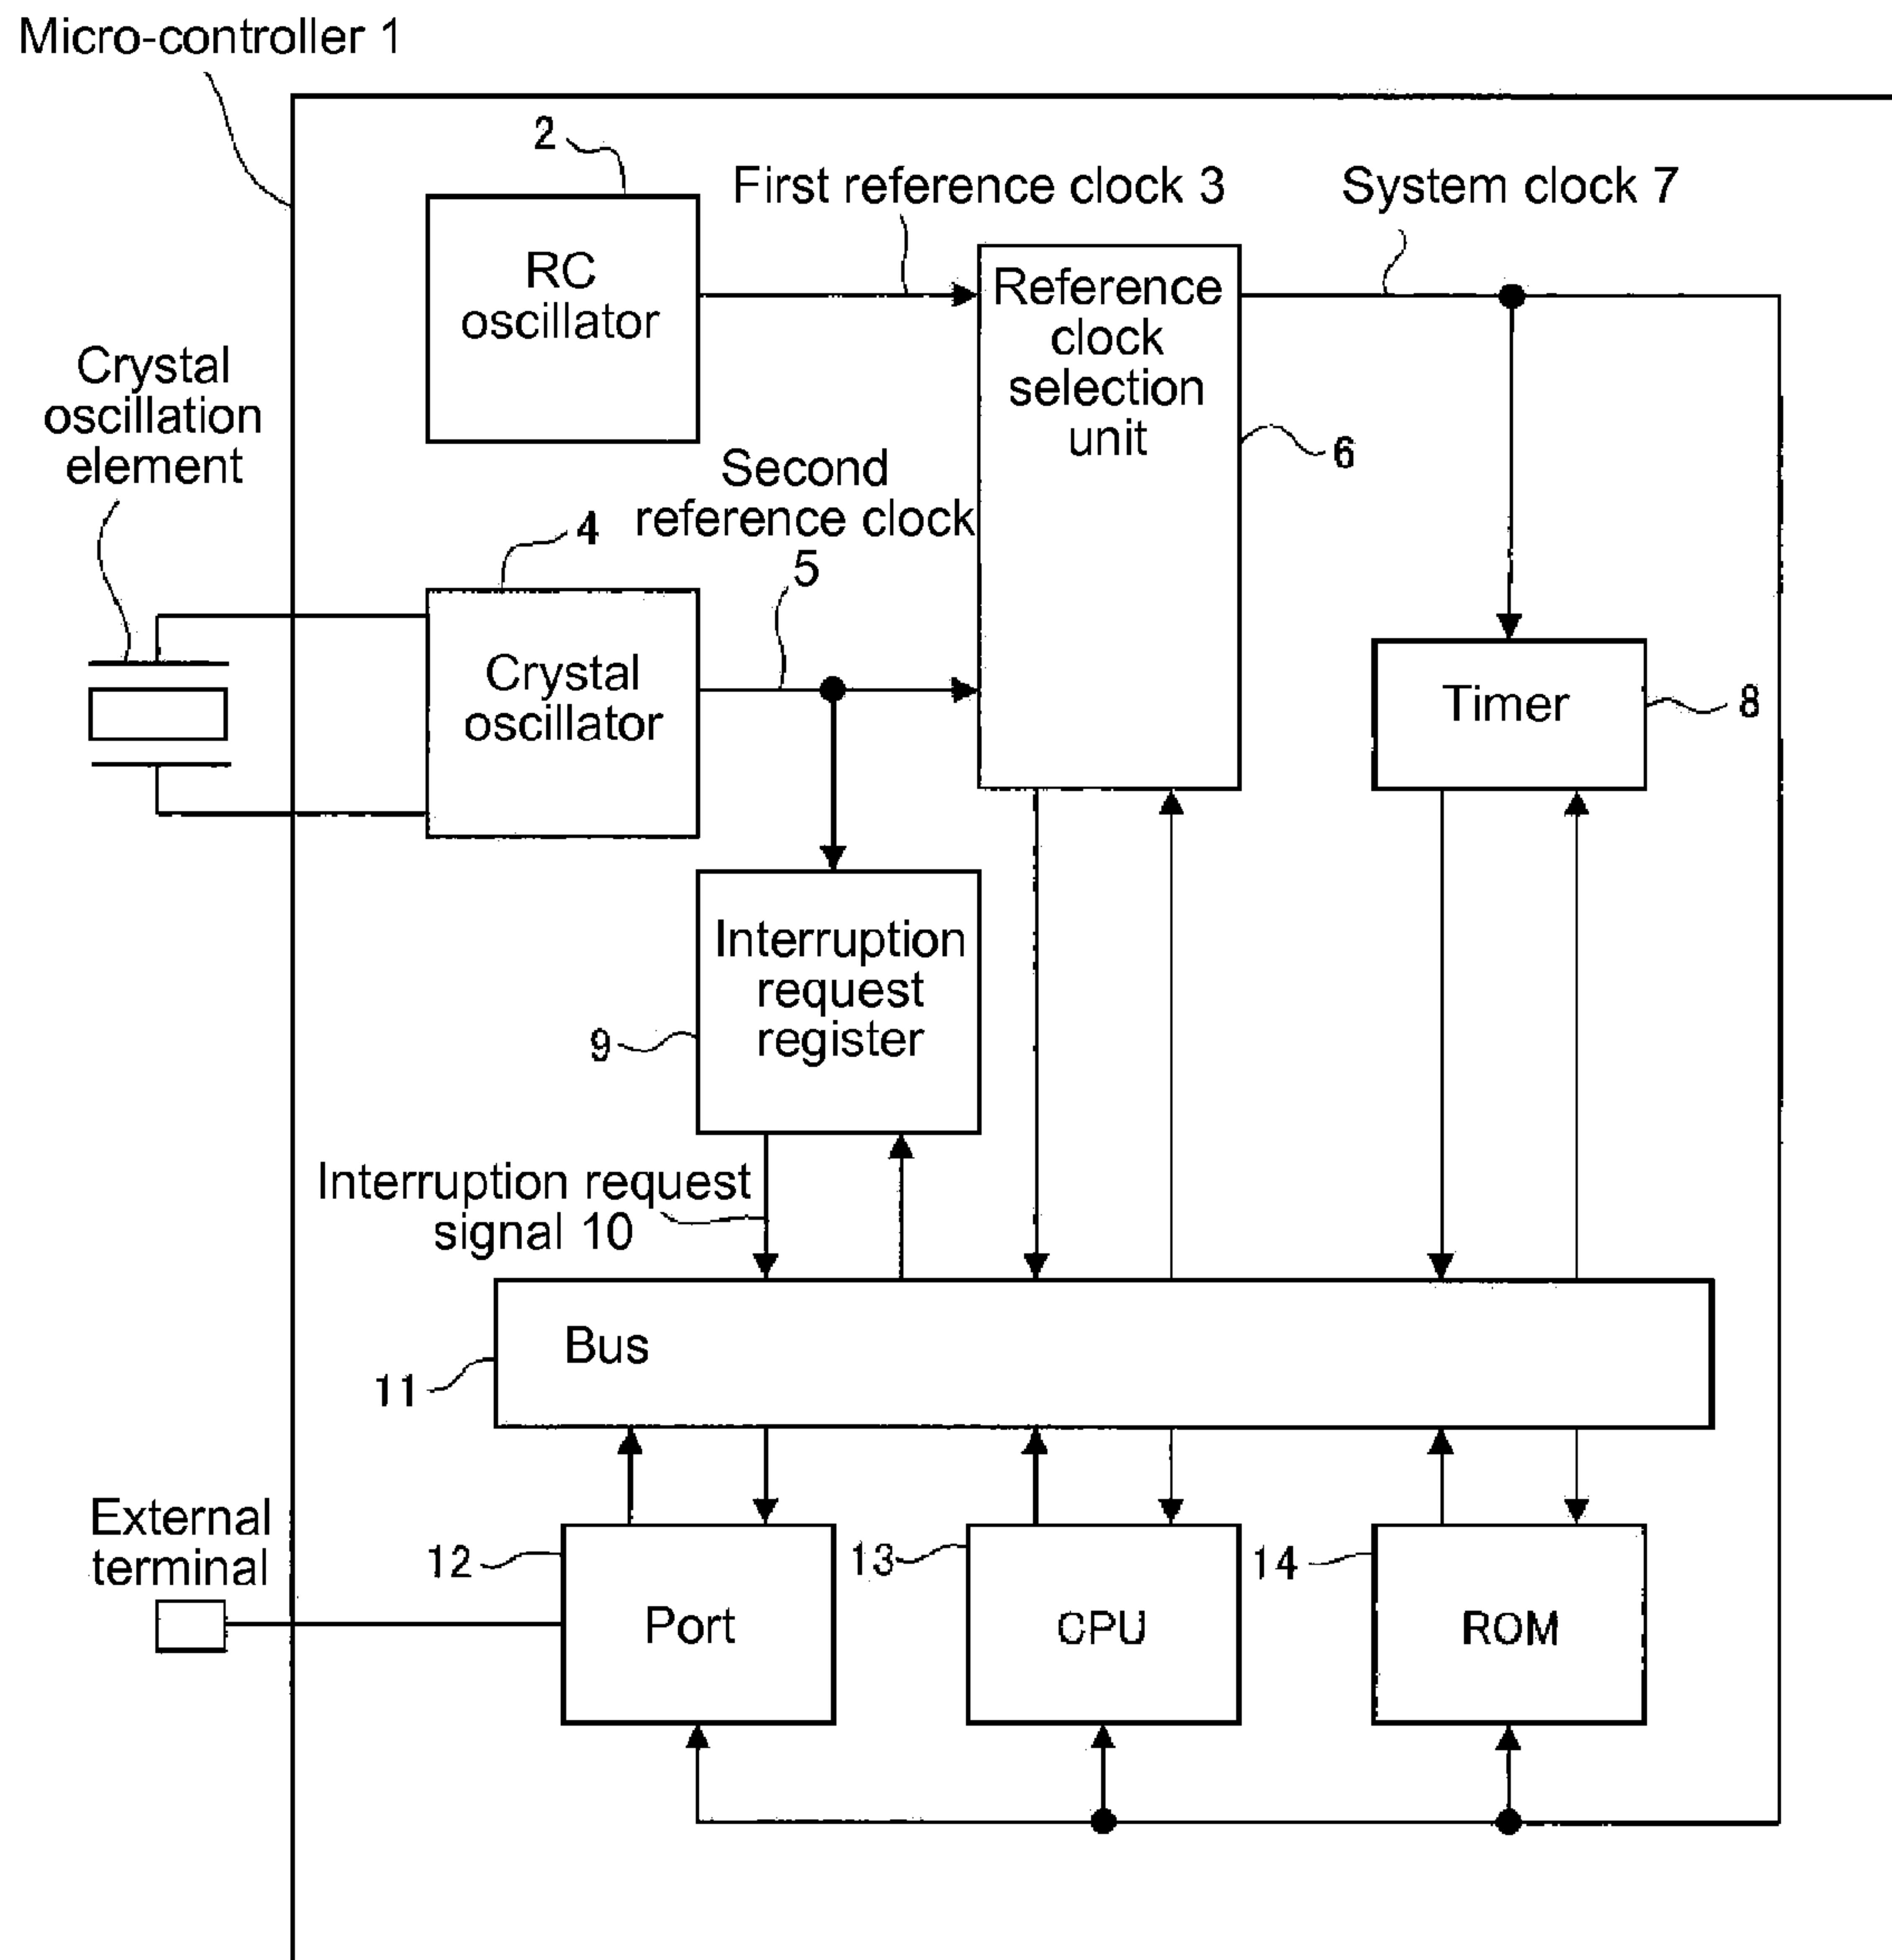 Micro-controller 1
2
First reference clock 3
System clock 7
RC
oscillator
Reference
clock
selection
unit
6
Crystal
oscillation
element
Second
reference clock
5
4
Crystal
oscillator
Timer
8
Interruption
request
register
9
Interruption request
signal 10
Bus
11
External
terminal
12
Port
13
CPU
14
ROM